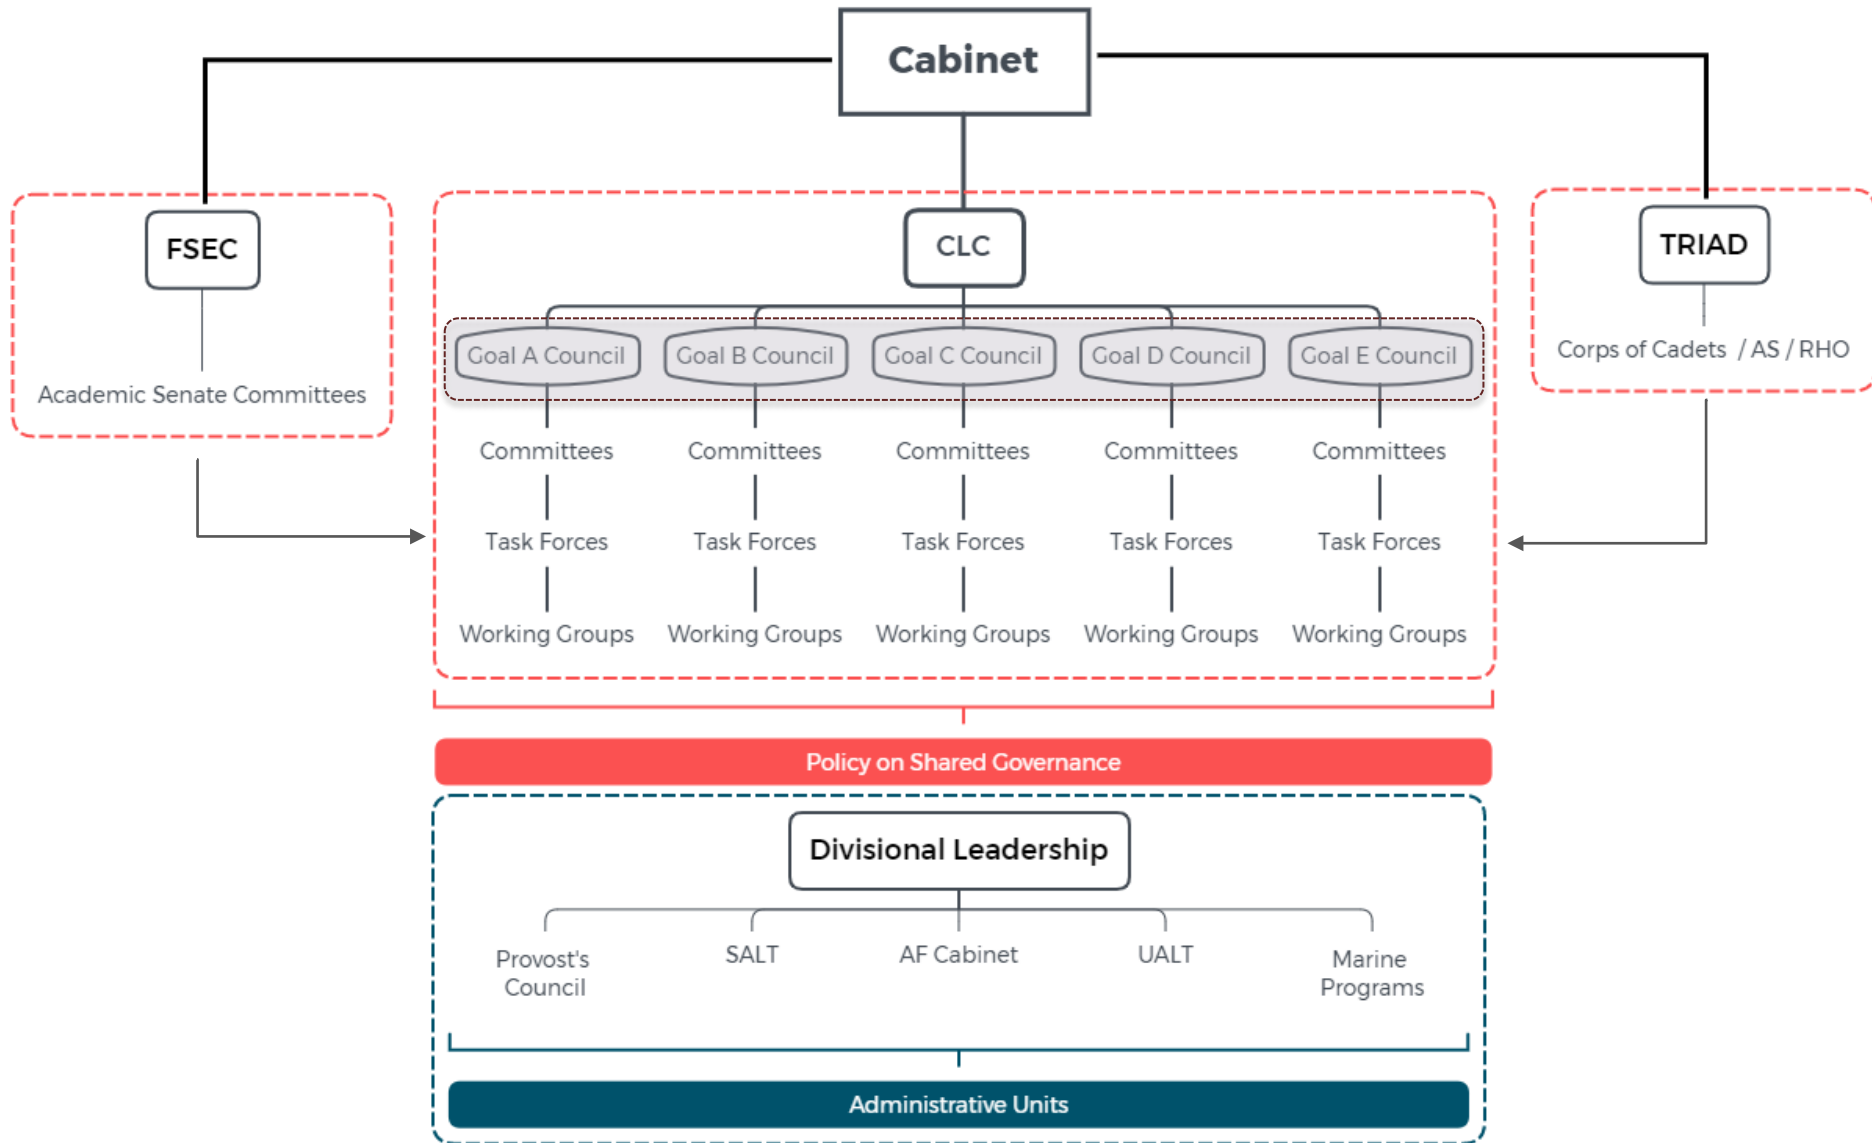 Cabinet
FSEC
CLC
TRIAD
Academic Senate Committees
Goal A Council
Goal B Council
Goal C Council
Goal D Council
Goal E Council
Corps of Cadets / AS / RHO
Committees
Committees
Committees
Committees
Committees
Task Forces
Task Forces
Task Forces
Task Forces
Task Forces
Working Groups
Working Groups
Working Groups
Working Groups
Working Groups
Policy on Shared Governance
Divisional Leadership
Provost's
Council
SALT
AF Cabinet
UALT
Marine
Programs
Administrative Units